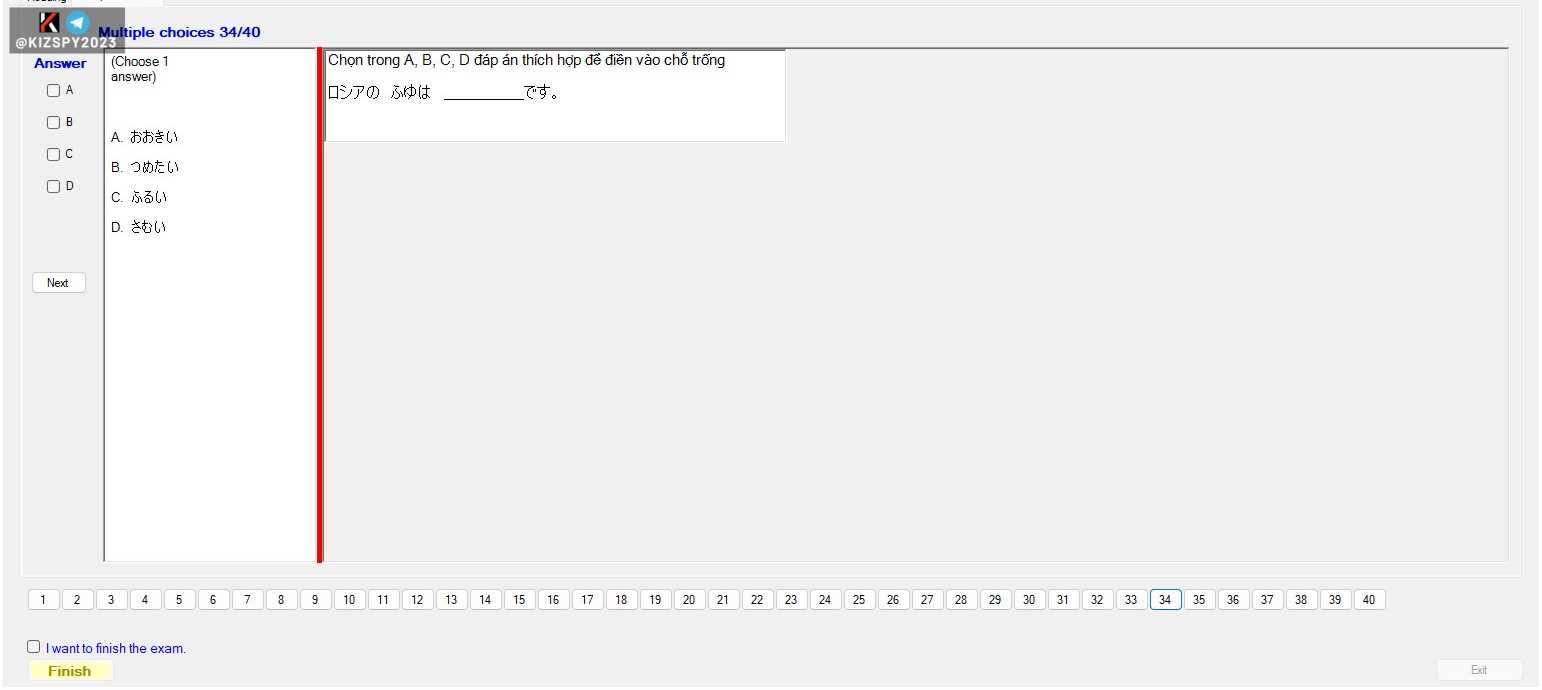 @KIZSPY2023
Multiple choices 34/40
Answer
A
B
C
D
Next
(Choose 1
answer)
A. おおきい
B. つめたい
C. ふるい
D. さむい
Chọn trong A, B, C, D đáp án thích hợp để điền vào chỗ trống
ロシアの ふゆは __________です。
1 2 3 4 5 6 7 8 9 10 11 12 13 14 15 16 17 18 19 20 21 22 23 24 25 26 27 28 29 30 31 32 33 34 35 36 37 38 39 40
I want to finish the exam.
Finish
Exit